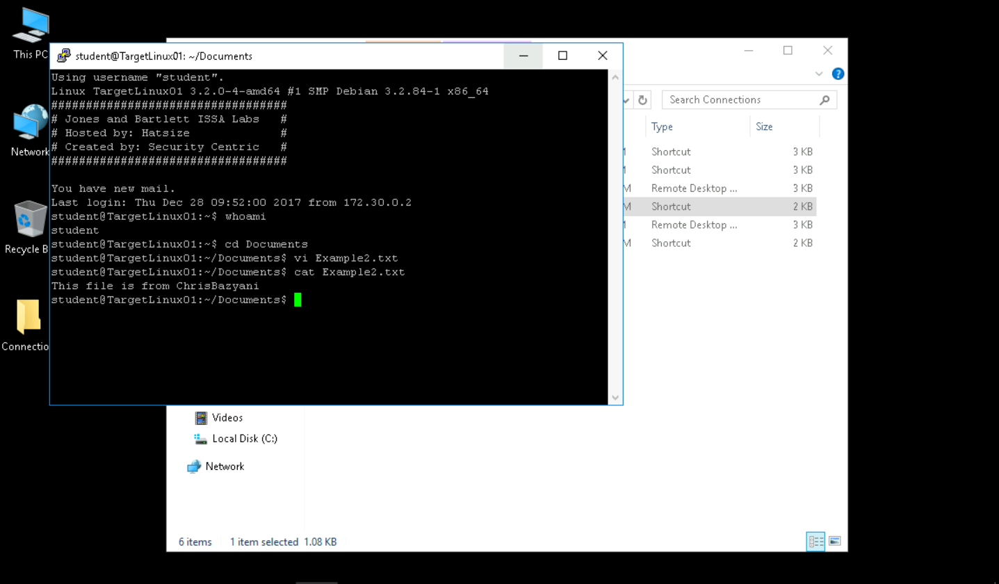 This PC
Network
Recycle B
Connectio
student@TargetLinux01: ~/Documents
Using username "student".
Linux TargetLinux01 3.2.0-4-amd64 #1 SMP Debian 3.2.84-1 x86_64
##################################
# Jones and Bartlett ISSA Labs   #
# Hosted by: Hatsize             #
# Created by: Security Centric   #
##################################
You have new mail.
Last login: Thu Dec 28 09:52:00 2017 from 172.30.0.2
student@TargetLinux01:~$ whoami
student
student@TargetLinux01:~$ cd Documents
student@TargetLinux01:~/Documents$ vi Example2.txt
student@TargetLinux01:~/Documents$ cat Example2.txt
This file is from ChrisBazyani
student@TargetLinux01:~/Documents$
?
Search Connections
Type Size
Shortcut 3 KB
Shortcut 3 KB
M Remote Desktop ... 3 KB
M Shortcut 2 KB
Remote Desktop ... 3 KB
M Shortcut 2 KB
Videos
Local Disk (C:)
Network
6 items 1 item selected 1.08 KB